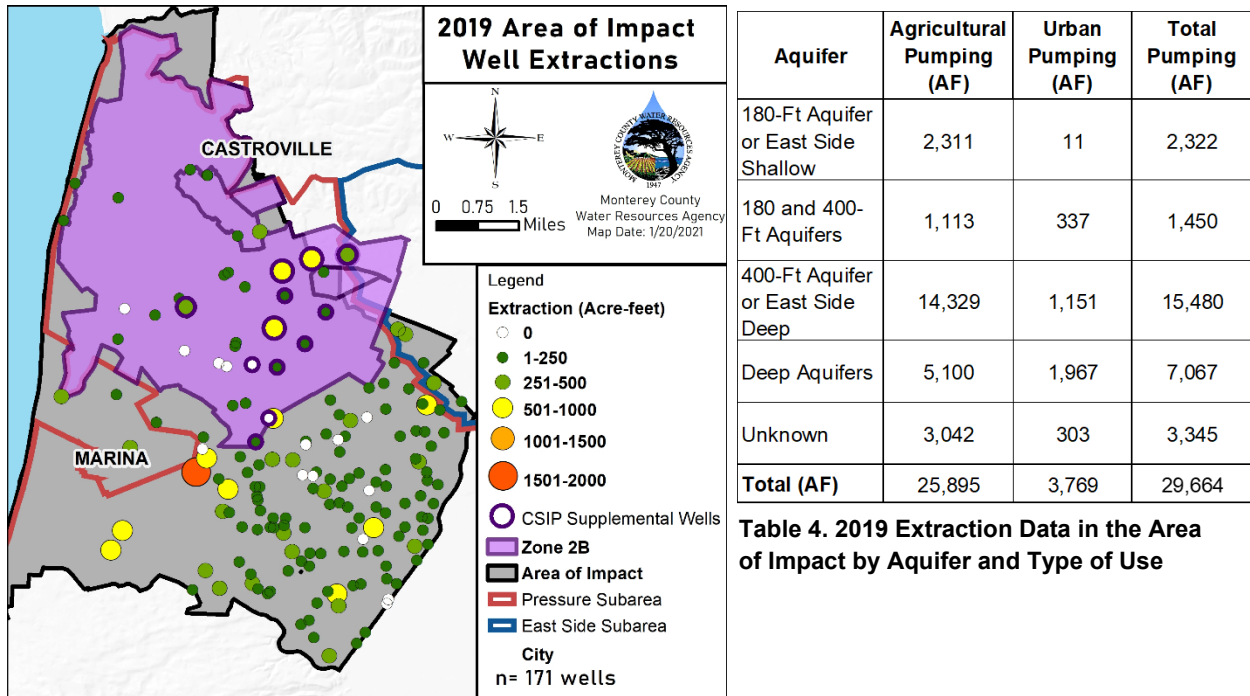 2019 Area of Impact
Well Extractions
N
W
E
S
MONTEREY COUNTY WATER RESOURCES AGENCY
1947
0 0.75 1.5
Miles
Monterey County
Water Resources Agency
Map Date: 1/20/2021
CASTROVILLE
MARINA
Legend
Extraction (Acre-feet)
0
1-250
251-500
501-1000
1001-1500
1501-2000
CSIP Supplemental Wells
Zone 2B
Area of Impact
Pressure Subarea
East Side Subarea
City
n= 171 wells
Aquifer
Agricultural
Pumping
(AF)
Urban
Pumping
(AF)
Total
Pumping
(AF)
180-Ft Aquifer
or East Side
Shallow
2,311
11
2,322
180 and 400-
Ft Aquifers
1,113
337
1,450
400-Ft Aquifer
or East Side
Deep
14,329
1,151
15,480
Deep Aquifers
5,100
1,967
7,067
Unknown
3,042
303
3,345
Total (AF)
25,895
3,769
29,664
Table 4. 2019 Extraction Data in the Area
of Impact by Aquifer and Type of Use